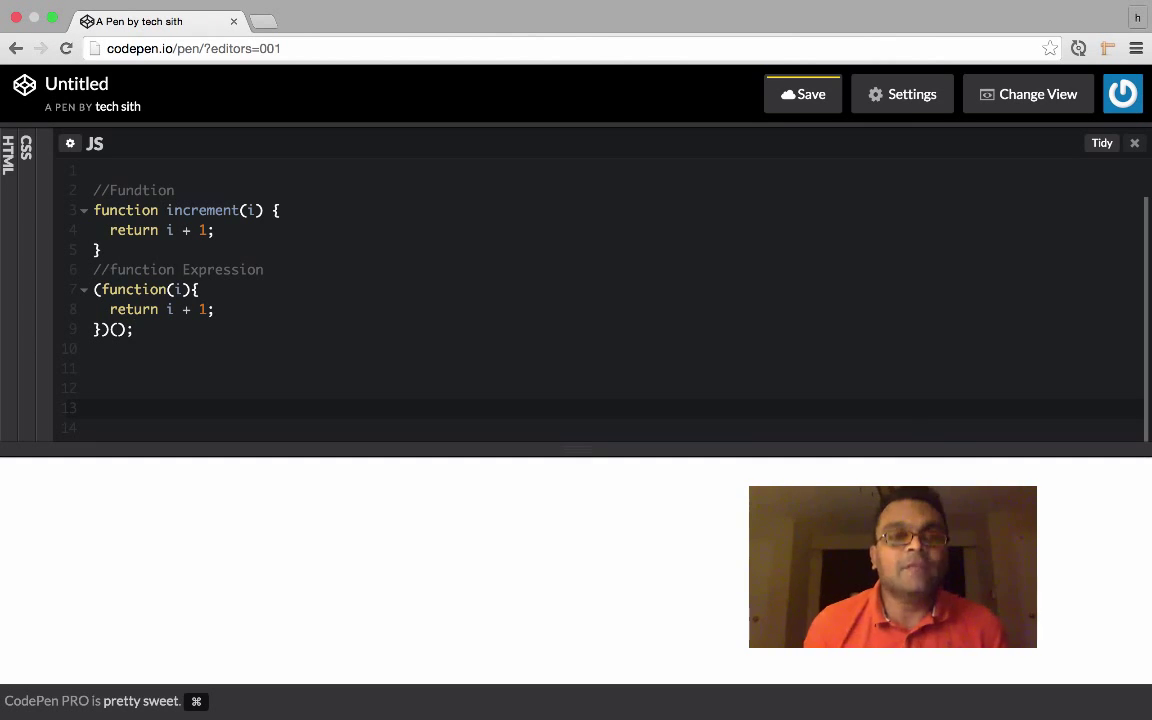 A Pen by tech sith
h
codepen.io/pen/?editors=001
Untitled
A PEN BY tech sith
Save
Settings
Change View
HTML
CSS
JS
Tidy
1
2 //Fundtion
3 function increment(i) {
4 return i + 1;
5 }
6 //function Expression
7 (function(i){
8 return i + 1;
9 })();
10
11
12
13
14
CodePen PRO is pretty sweet. ⌘